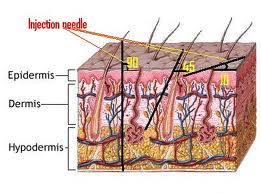 Injection needle
90
45
10
Epidermis
Dermis
Hypodermis